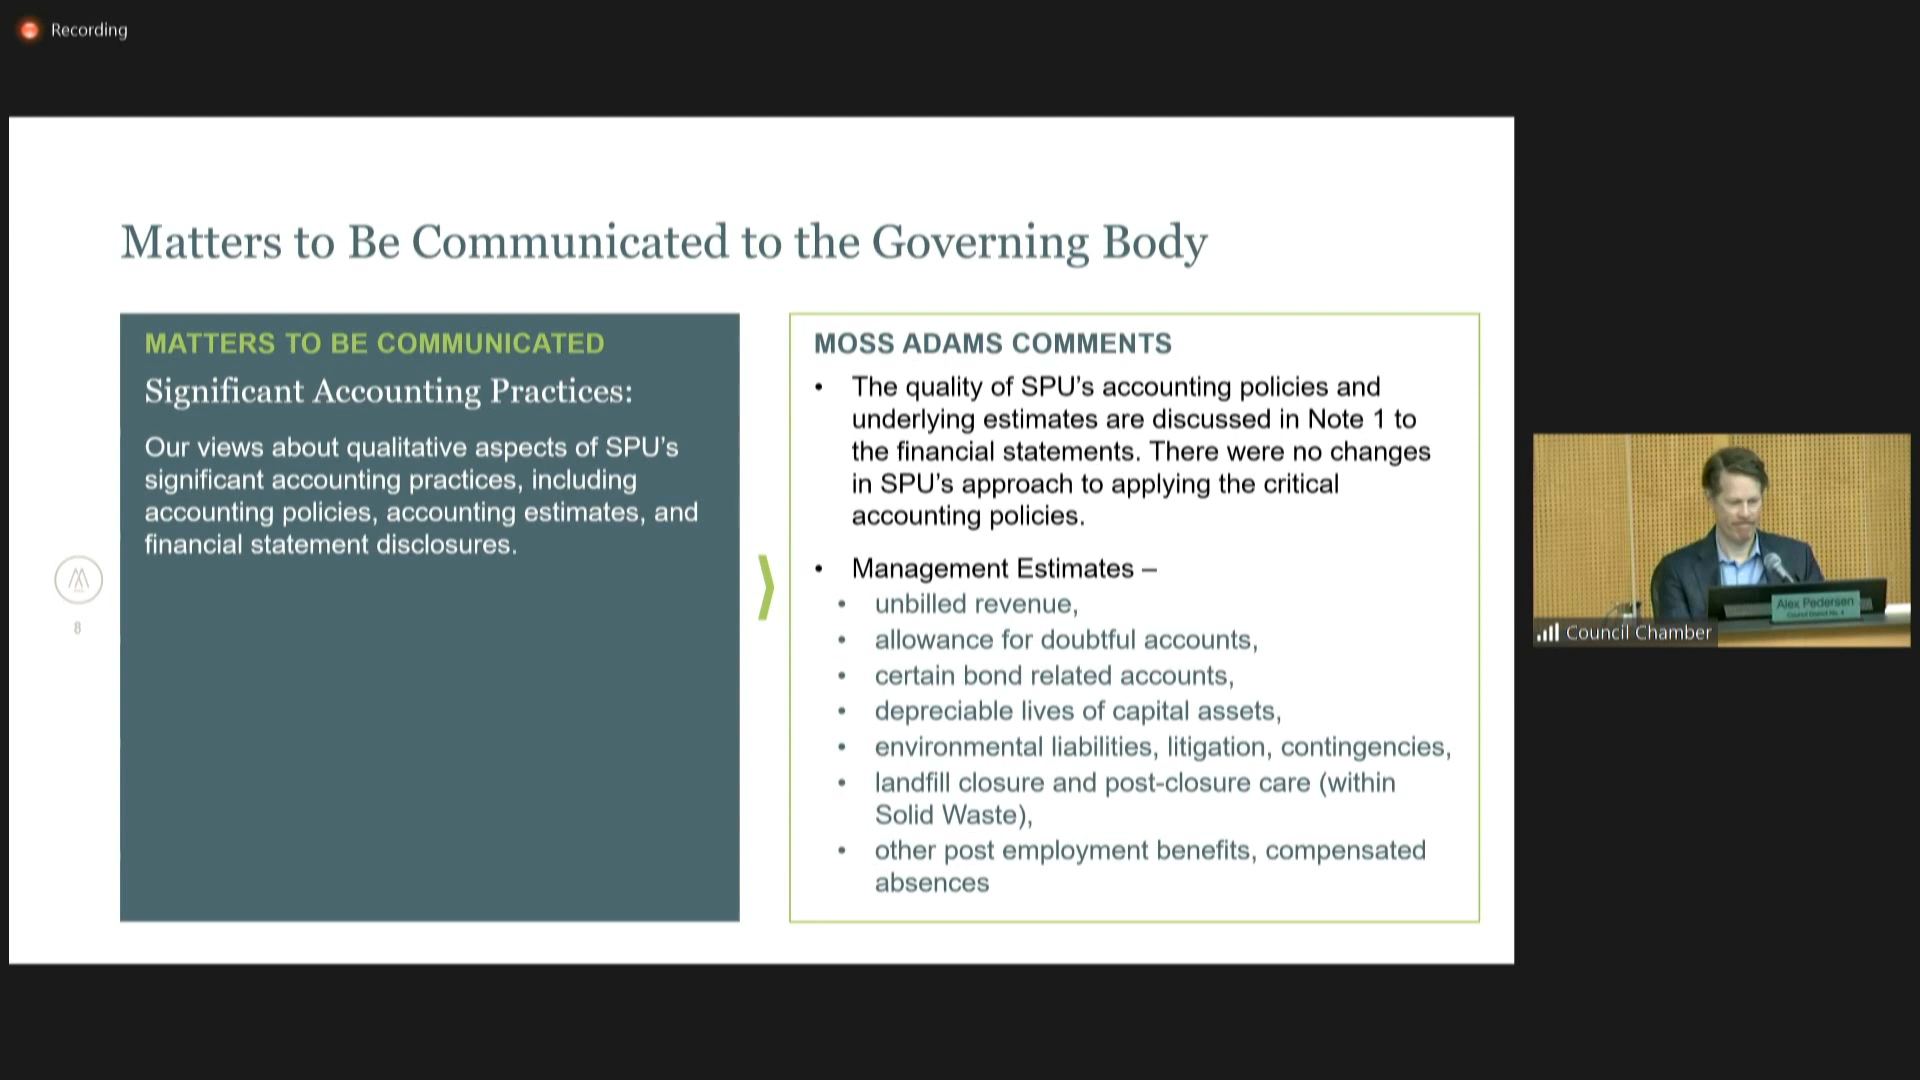 Recording
Matters to Be Communicated to the Governing Body
MATTERS TO BE COMMUNICATED
Significant Accounting Practices:
Our views about qualitative aspects of SPU’s
significant accounting practices, including
accounting policies, accounting estimates, and
financial statement disclosures.
8
MOSS ADAMS COMMENTS
• The quality of SPU’s accounting policies and
underlying estimates are discussed in Note 1 to
the financial statements. There were no changes
in SPU’s approach to applying the critical
accounting policies.
• Management Estimates –
• unbilled revenue,
• allowance for doubtful accounts,
• certain bond related accounts,
• depreciable lives of capital assets,
• environmental liabilities, litigation, contingencies,
• landfill closure and post-closure care (within
Solid Waste),
• other post employment benefits, compensated
absences
Alex Pedersen
Council District No. 4
Council Chamber